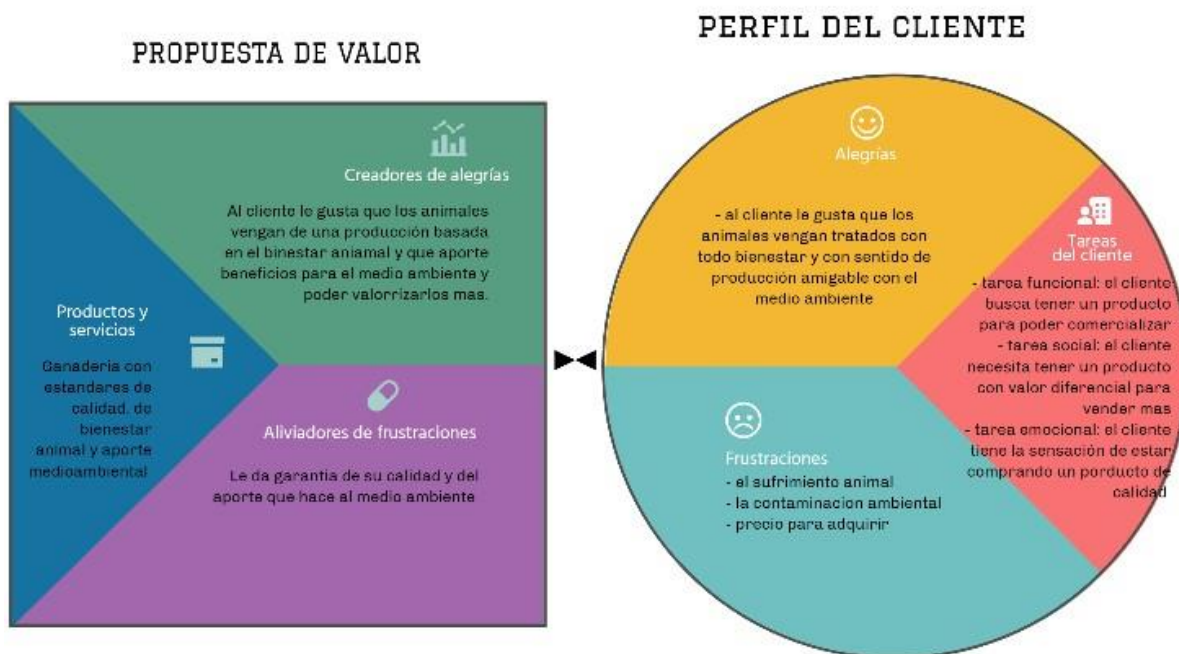 PROPUESTA DE VALOR
Creadores de alegrías
Al cliente le gusta que los animales
vengan de una producción basada
en el binestar aniamal y que aporte
beneficios para el medio ambiente y
poder valorrizarlos mas.
Productos y
servicios
Ganaderia con
estandares de
calidad, de
bienestar
animal y aporte
medioambiental
Aliviadores de frustraciones
Le da garantia de su calidad y del
aporte que hace al medio ambiente
PERFIL DEL CLIENTE
Alegrías
- al cliente le gusta que los
animales vengan tratados con
todo bienestar y con sentido de
producción amigable con el
medio ambiente
Tareas
del cliente
- tarea funcional: el cliente
busca tener un producto
para poder comercializar
- tarea social: el cliente
necesita tener un producto
con valor diferencial para
vender mas
- tarea emocional: el cliente
tiene la sensación de estar
comprando un porducto de
calidad
Frustraciones
- el sufrimiento animal
- la contaminacion ambiental
- precio para adquirir